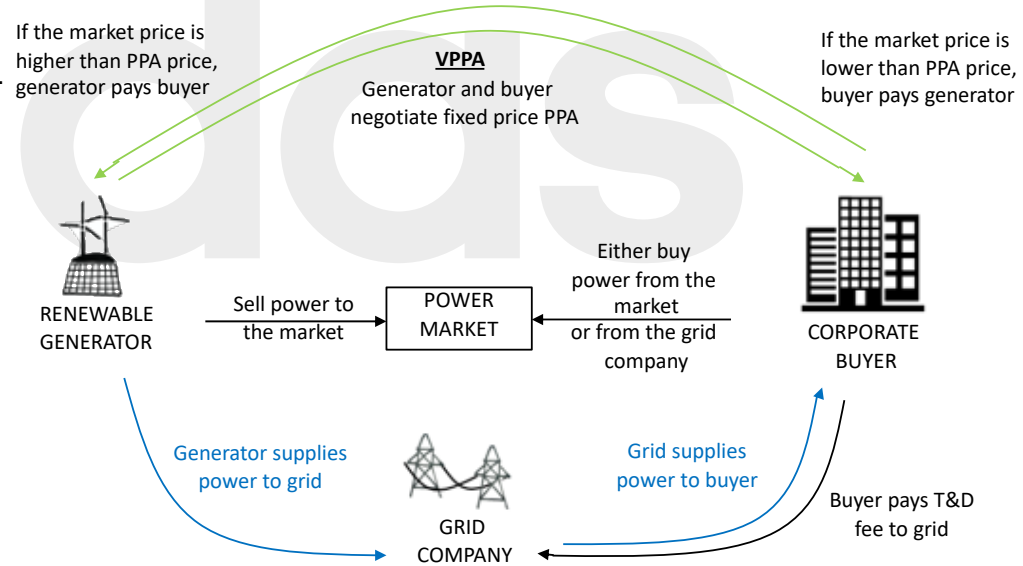 If the market price is
higher than PPA price,
generator pays buyer
VPPA
Generator and buyer
negotiate fixed price PPA
If the market price is
lower than PPA price,
buyer pays generator
das
RENEWABLE
GENERATOR
Sell power to
the market
POWER
MARKET
Either buy
power from the
market
or from the grid
company
CORPORATE
BUYER
Generator supplies
power to grid
GRID
COMPANY
Grid supplies
power to buyer
Buyer pays T&D
fee to grid